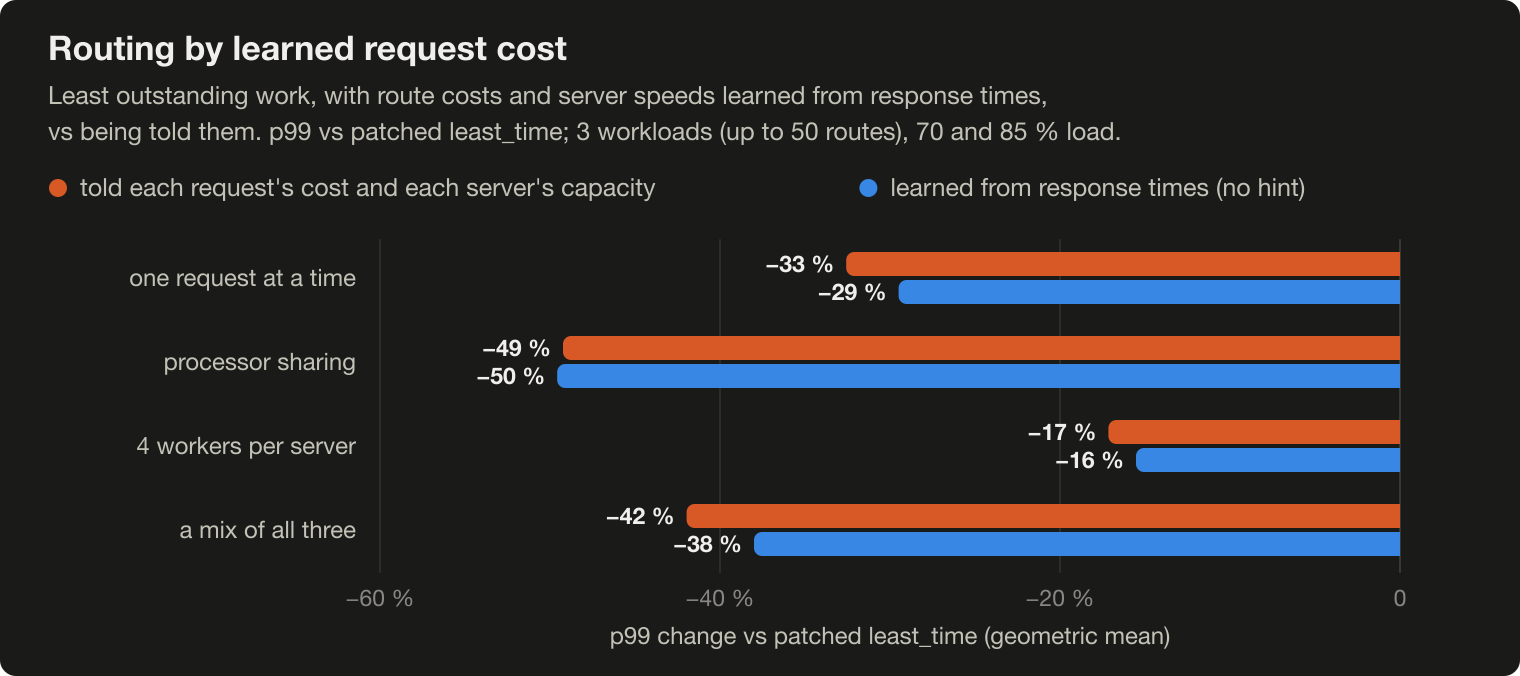 Routing by learned request cost
Least outstanding work, with route costs and server speeds learned from response times,
vs being told them. p99 vs patched least_time; 3 workloads (up to 50 routes), 70 and 85 % load.
told each request's cost and each server's capacity
learned from response times (no hint)
one request at a time
−33 %
−29 %
processor sharing
−49 %
−50 %
4 workers per server
−17 %
−16 %
a mix of all three
−42 %
−38 %
−60 %
−40 %
−20 %
0
p99 change vs patched least_time (geometric mean)